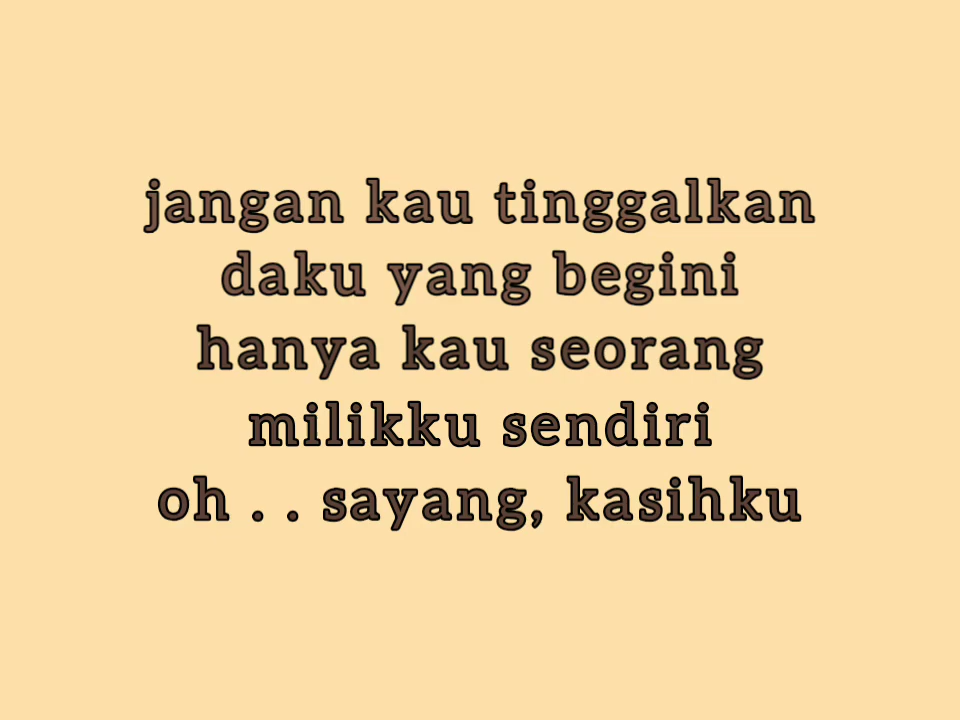 jangan kau tinggalkan
daku yang begini
hanya kau seorang
milikku sendiri
oh . . sayang, kasihku